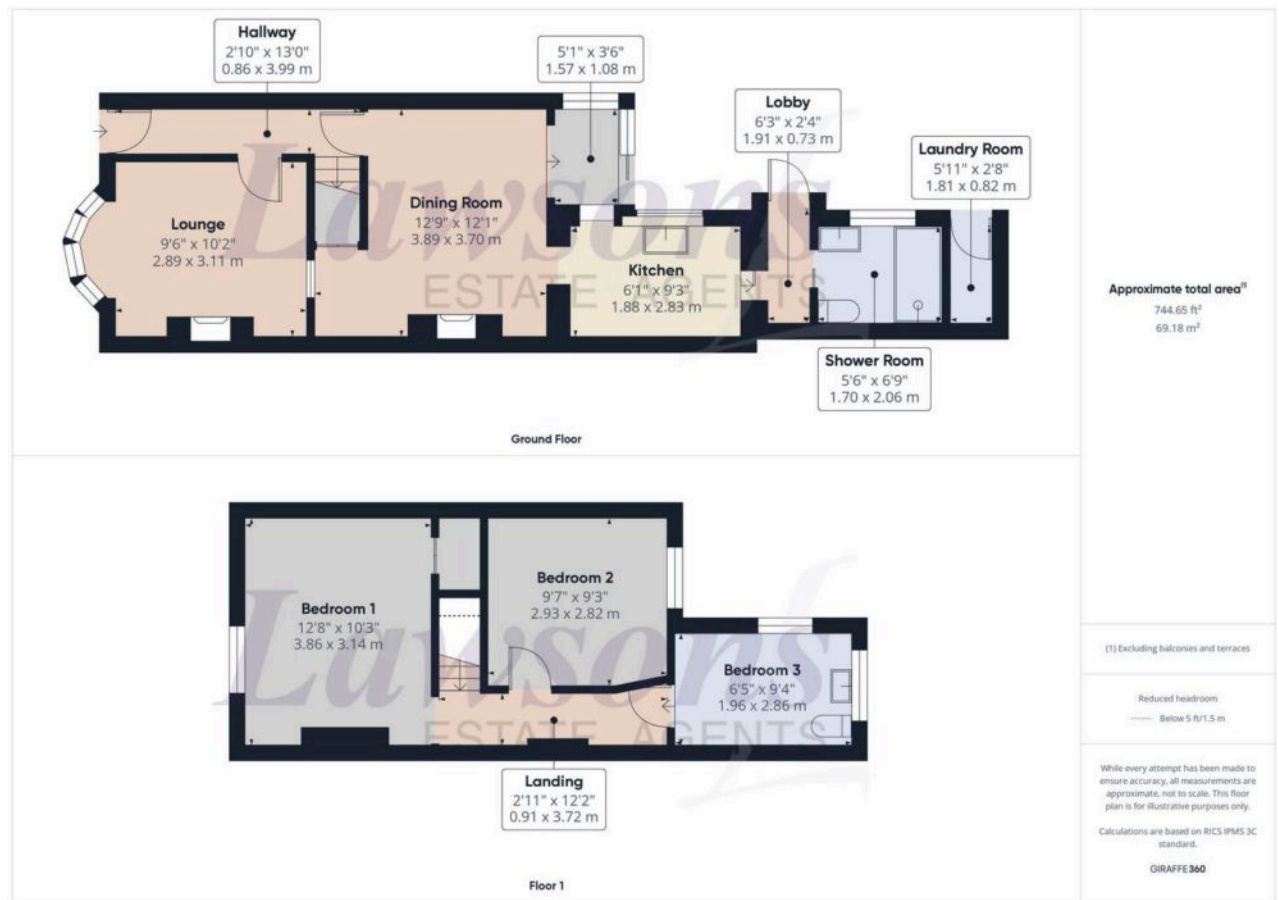 Hallway
2'10" x 13'0"
0.86 x 3.99 m
5'1" x 3'6"
1.57 x 1.08 m
Lobby
6'3" x 2'4"
1.91 x 0.73 m
Laundry Room
5'11" x 2'8"
1.81 x 0.82 m
Lounge
9'6" x 10'2"
2.89 x 3.11 m
Dining Room
12'9" x 12'1"
3.89 x 3.70 m
Kitchen
6'1" x 9'3"
1.88 x 2.83 m
Shower Room
5'6" x 6'9"
1.70 x 2.06 m
Lawsons
ESTATE AGENTS
Ground Floor
Bedroom 1
12'8" x 10'3"
3.86 x 3.14 m
Bedroom 2
9'7" x 9'3"
2.93 x 2.82 m
Bedroom 3
6'5" x 9'4"
1.96 x 2.86 m
Landing
2'11" x 12'2"
0.91 x 3.72 m
Lawsons
ESTATE AGENTS
Floor 1
Approximate total area⁽¹⁾
744.65 ft²
69.18 m²
(1) Excluding balconies and terraces
Reduced headroom
Below 5 ft/1.5 m
While every attempt has been made to
ensure accuracy, all measurements are
approximate, not to scale. This floor
plan is for illustrative purposes only.
Calculations are based on RICS IPMS 3C
standard.
GIRAFFE360